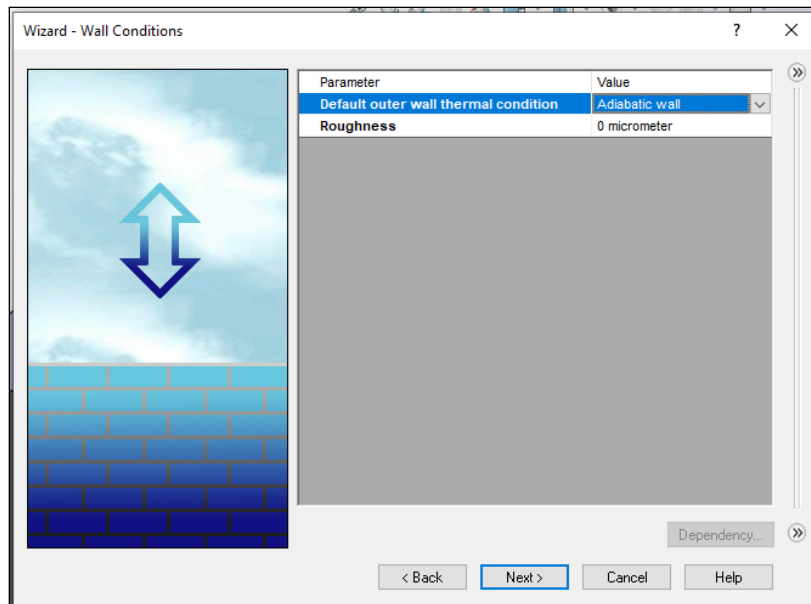 Wizard - Wall Conditions ?
Parameter Value
Default outer wall thermal condition Adiabatic wall
Roughness 0 micrometer
Dependency...
< Back Next > Cancel Help